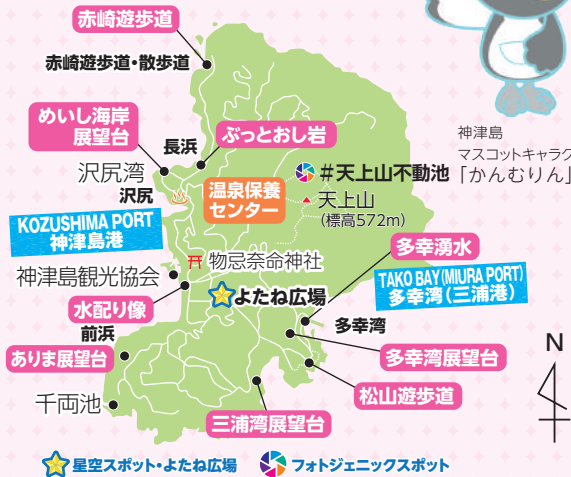 赤崎遊歩道
赤崎遊歩道・散歩道
めいし海岸
展望台
長浜
ぶっとおし岩
沢尻湾
沢尻
温泉保養
センター
#天上山不動池
天上山
(標高572m)
神津島
マスコットキャラク
「かんむりん」
KOZUSHIMA PORT
神津島港
物忌奈命神社
多幸湧水
TAKO BAY(MIURA PORT)
多幸湾(三浦港)
神津島観光協会
水配り像
よたね広場
多幸湾
前浜
ありま展望台
多幸湾展望台
松山遊歩道
千両池
三浦湾展望台
N
星空スポット・よたね広場
フォトジェニックスポット